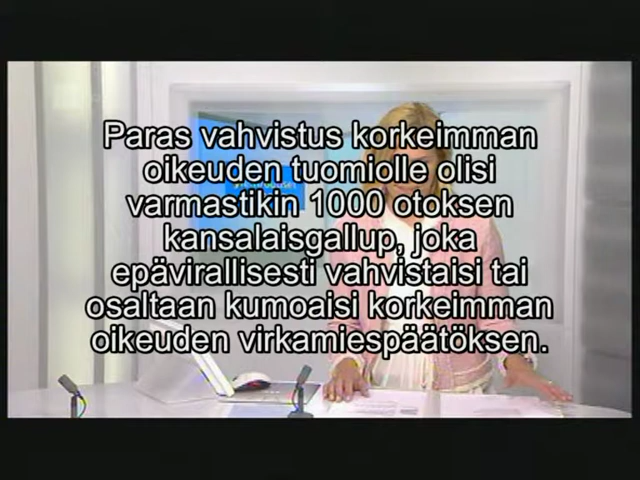 Paras vahvistus korkeimman
oikeuden tuomiolle olisi
varmastikin 1000 otoksen
kansalaisgallup, joka
epävirallisesti vahvistaisi tai
osaltaan kumoaisi korkeimman
oikeuden virkamiespäätöksen.